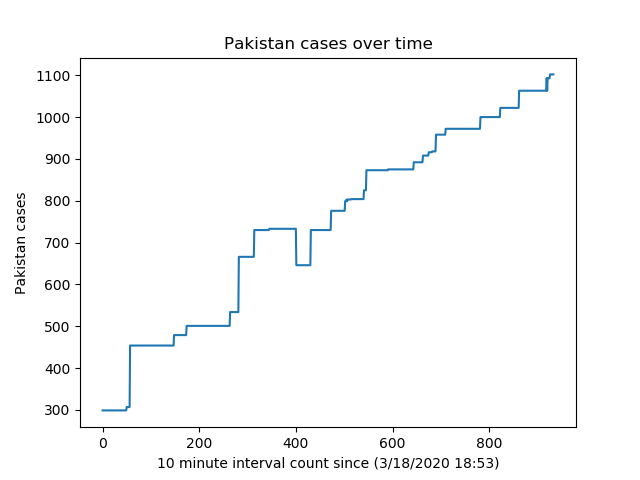 Pakistan cases over time
1100
1000
900
800
700
600
500
400
300
Pakistan cases
0 200 400 600 800
10 minute interval count since (3/18/2020 18:53)